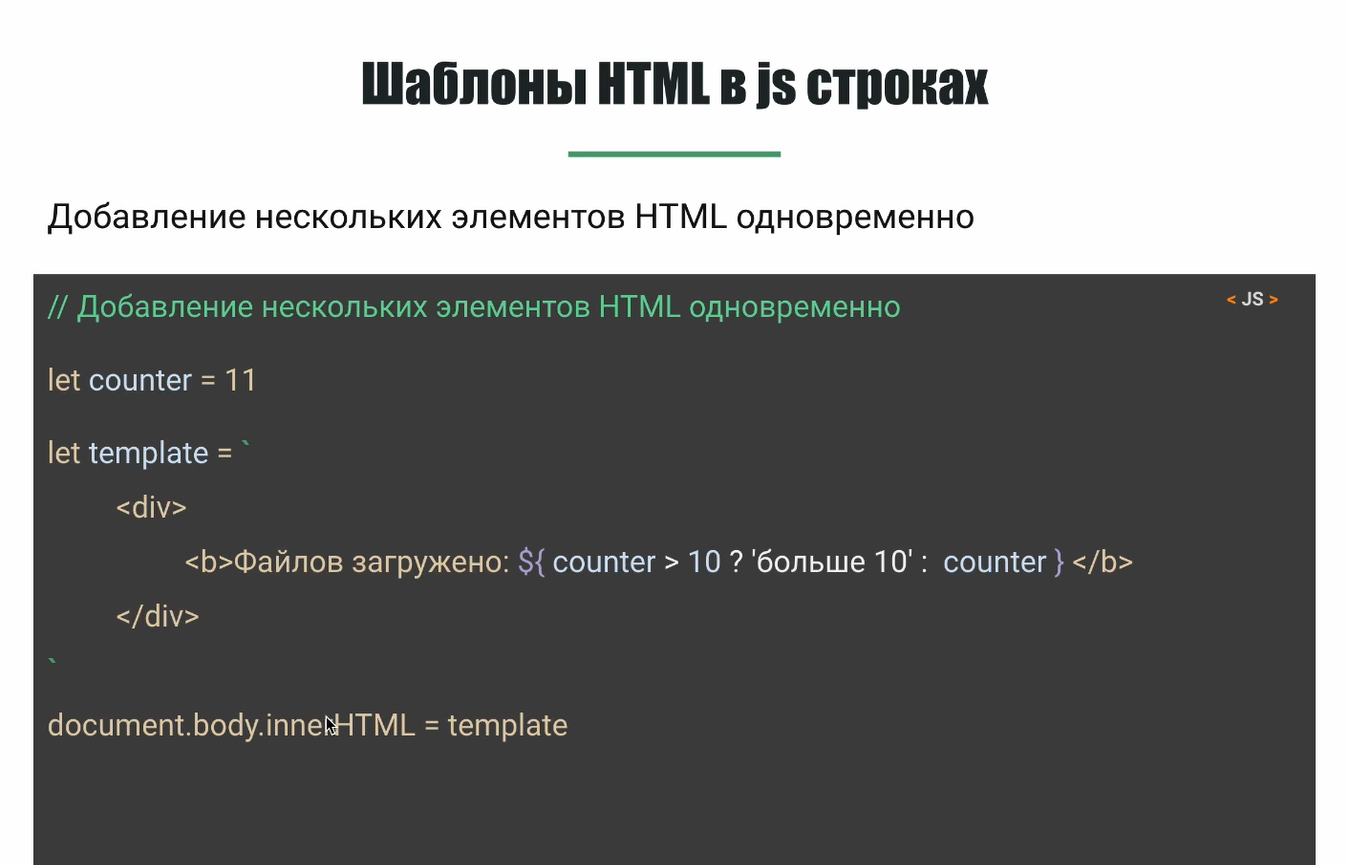 Шаблоны HTML в js строках
Добавление нескольких элементов HTML одновременно
// Добавление нескольких элементов HTML одновременно
< JS >
let counter = 11
let template = `
<div>
<b>Файлов загружено: ${ counter > 10 ? 'больше 10' : counter } </b>
</div>
`
document.body.innerHTML = template